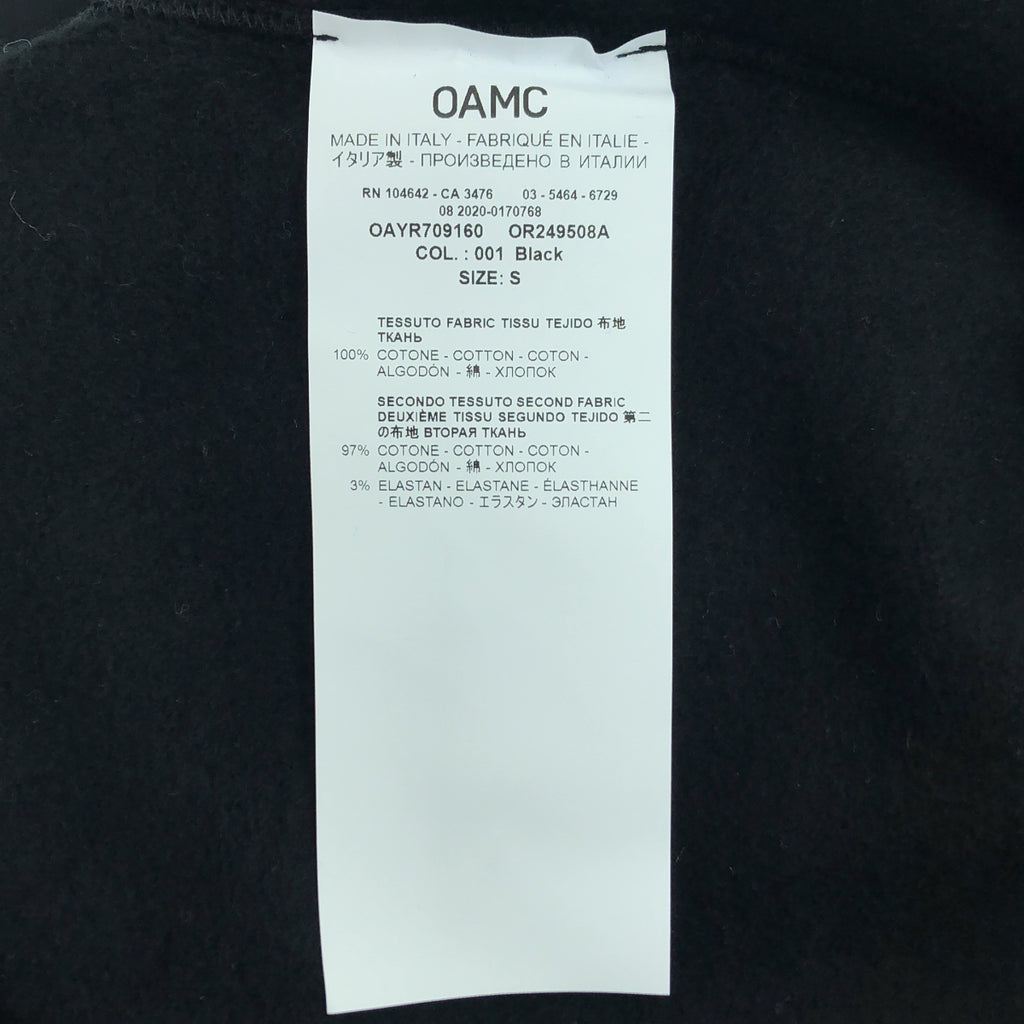 OAMC
MADE IN ITALY - FABRIQUÉ EN ITALIE -
イタリア製 - ПРОИЗВЕДЕНО В ИТАЛИИ
RN 104642 - CA 3476 03 - 5464 - 6729
08 2020-0170768
OAYR709160 OR249508A
COL. : 001 Black
SIZE: S
TESSUTO FABRIC TISSU TEJIDO 布地
ТКАНЬ
100% COTONE - COTTON - COTON -
ALGODÓN - 綿 - ХЛОПОК
SECONDO TESSUTO SECOND FABRIC
DEUXIÈME TISSU SEGUNDO TEJIDO 第二
の布地 ВТОРАЯ ТКАНЬ
97% COTONE - COTTON - COTON -
ALGODÓN - 綿 - ХЛОПОК
3% ELASTAN - ELASTANE - ÉLASTHANNE
- ELASTANO - エラスタン - ЭЛАСТАН